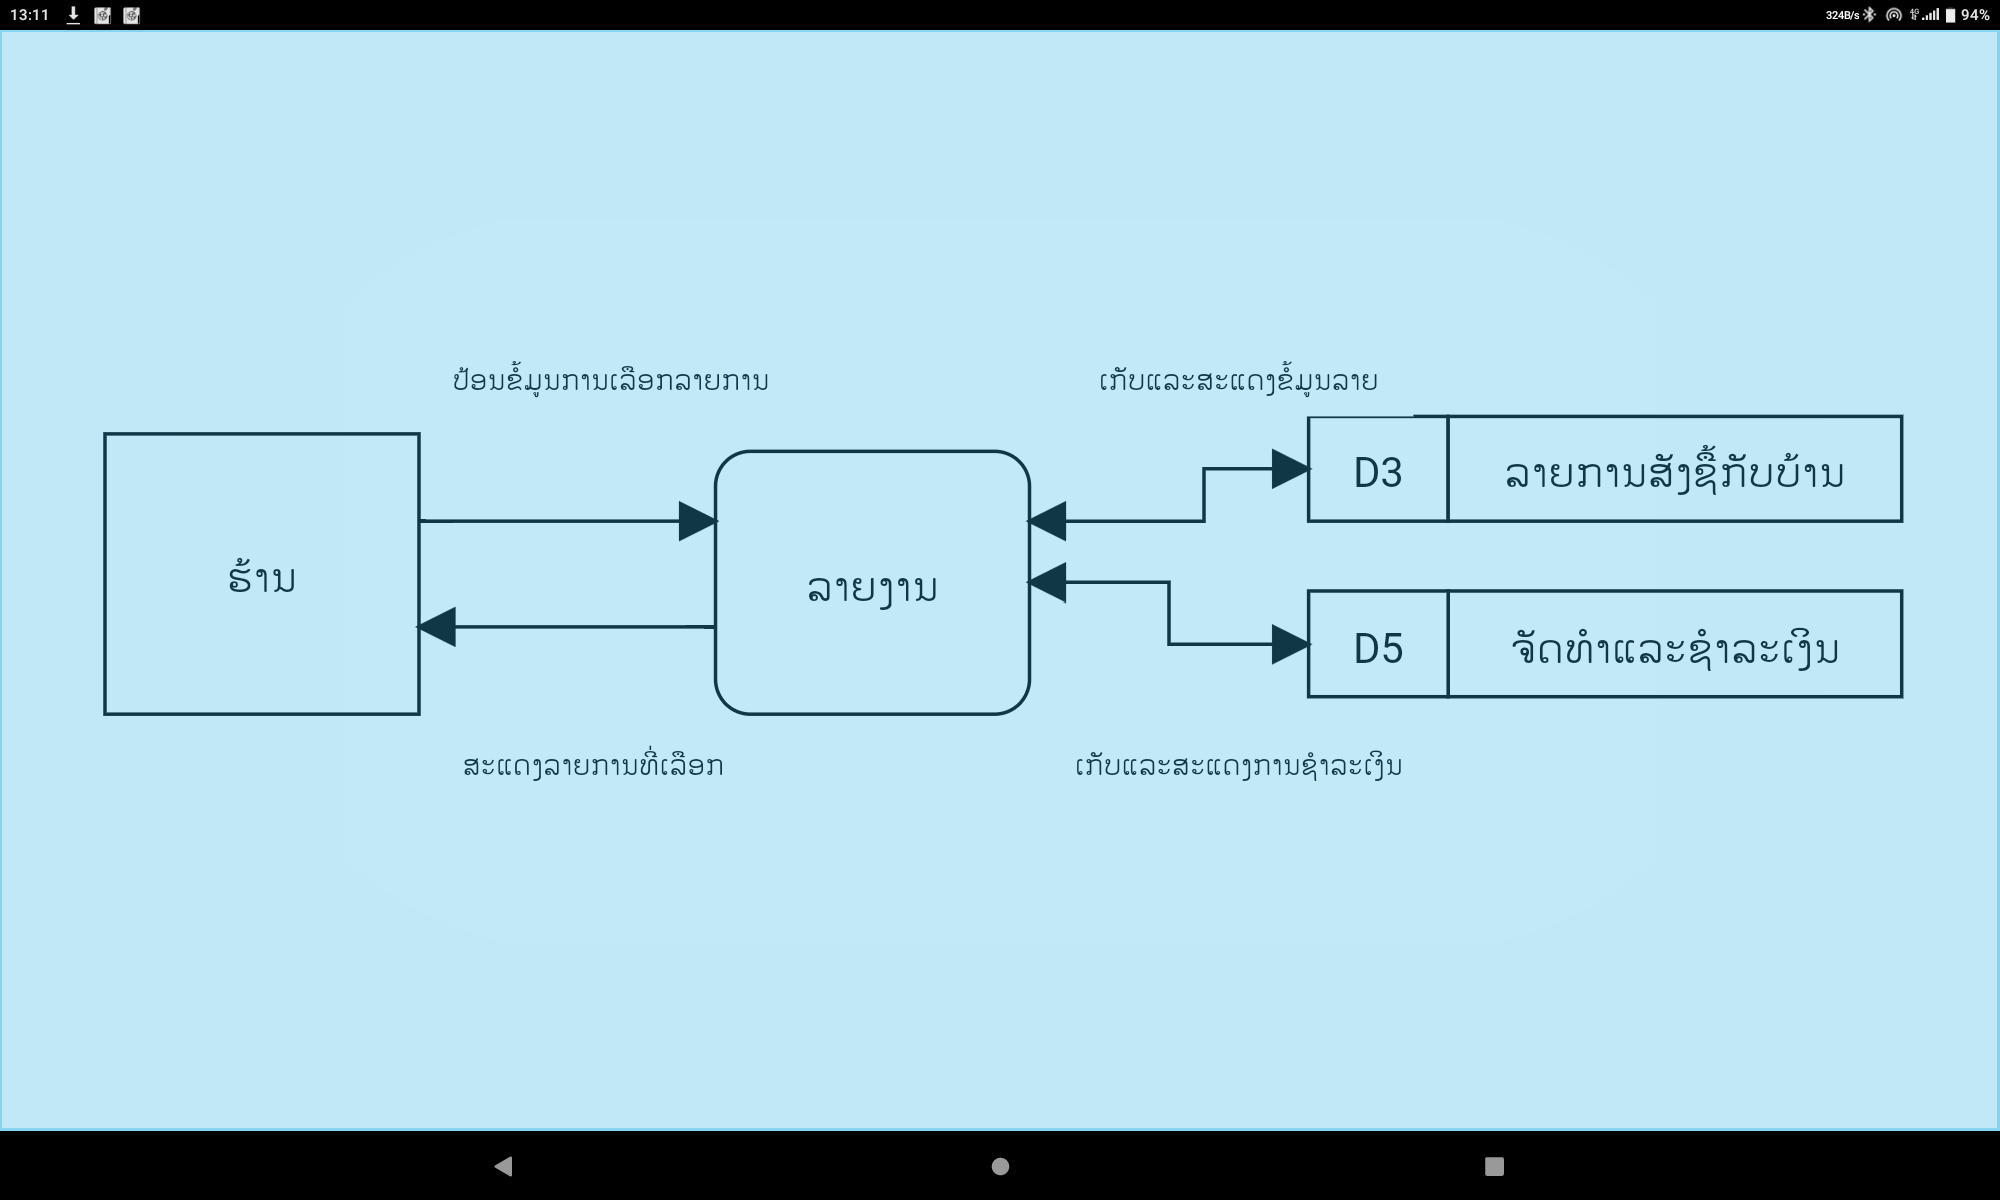 13:11
324B/s 4G 94%
ປ້ອນຂໍ້ມູນການເລືອກລາຍການ
ເກັບແລະສະແດງຂໍ້ມູນລາຍ
ຮ້ານ
ລາຍງານ
D3 ລາຍການສັ່ງຊື້ກັບບ້ານ
D5 ຈັດທຳແລະຊຳລະເງິນ
ສະແດງລາຍການທີ່ເລືອກ
ເກັບແລະສະແດງການຊຳລະເງິນ